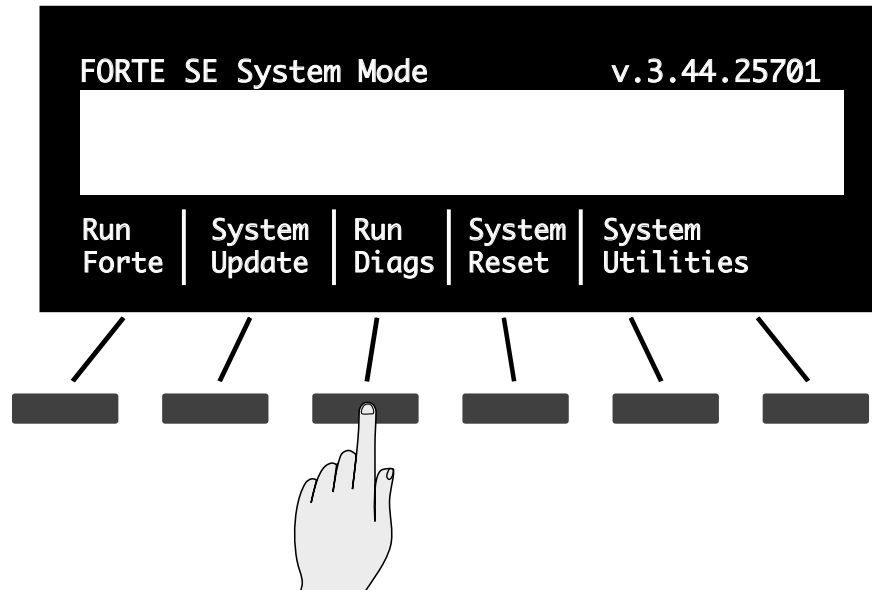 FORTE SE System Mode v.3.44.25701
Run System Run System System
Forte Update Diags Reset Utilities